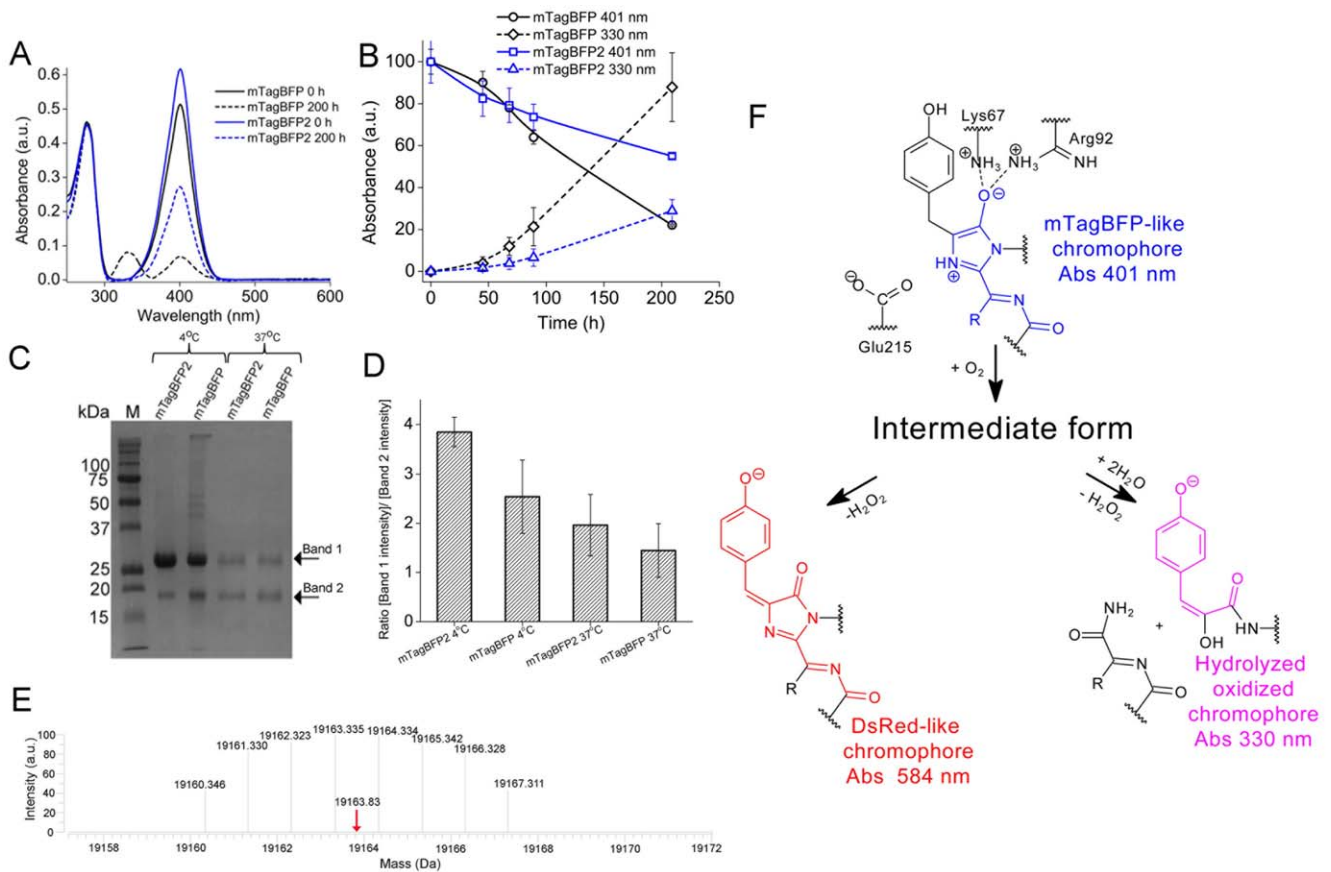 A
0.6
0.5
0.4
0.3
0.2
0.1
0.0
300
400
500
600
Absorbance (a.u.)
Wavelength (nm)
mTagBFP 0 h
mTagBFP 200 h
mTagBFP2 0 h
mTagBFP2 200 h
B
mTagBFP 401 nm
mTagBFP 330 nm
mTagBFP2 401 nm
mTagBFP2 330 nm
100
80
60
40
20
0
0
50
100
150
200
250
Absorbance (a.u.)
Time (h)
C
4°C
37°C
mTagBFP2
mTagBFP
mTagBFP2
mTagBFP
kDa
M
100
75
50
37
25
20
15
Band 1
Band 2
D
4
3
2
1
0
Ratio [Band 1 intensity]/ [Band 2 intensity]
mTagBFP2 4°C
mTagBFP 4°C
mTagBFP2 37°C
mTagBFP 37°C
E
100
80
60
40
20
0
Intensity (a.u.)
19160.346
19161.330
19162.323
19163.335
19164.334
19165.342
19166.328
19167.311
19163.83
19158
19160
19162
19164
19166
19168
19170
19172
Mass (Da)
F
OH
Lys67
Arg92
⊕
NH₃
⊕
NH₃
NH
O⊖
N
HN
⊕
N
R
O
mTagBFP-like
chromophore
Abs 401 nm
⊖
O
C
O
Glu215
+ O₂
Intermediate form
-H₂O₂
+ 2H₂O
- H₂O₂
O⊖
O
N
N
N
R
O
DsRed-like
chromophore
Abs 584 nm
O⊖
O
NH₂
O
+
OH
HN
N
R
O
Hydrolyzed
oxidized
chromophore
Abs 330 nm